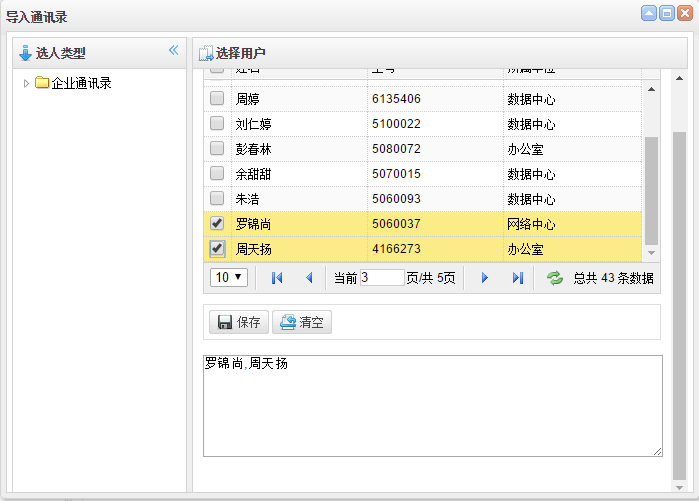 导入通讯录
选人类型
选择用户
企业通讯录
姓名 工号 所属单位
周婷 6135406 数据中心
刘仁婷 5100022 数据中心
彭春林 5080072 办公室
余甜甜 5070015 数据中心
朱浩 5060093 数据中心
罗锦尚 5060037 网络中心
周天扬 4166273 办公室
10 当前 3 页/共 5页 总共 43 条数据
保存 清空
罗锦尚,周天扬